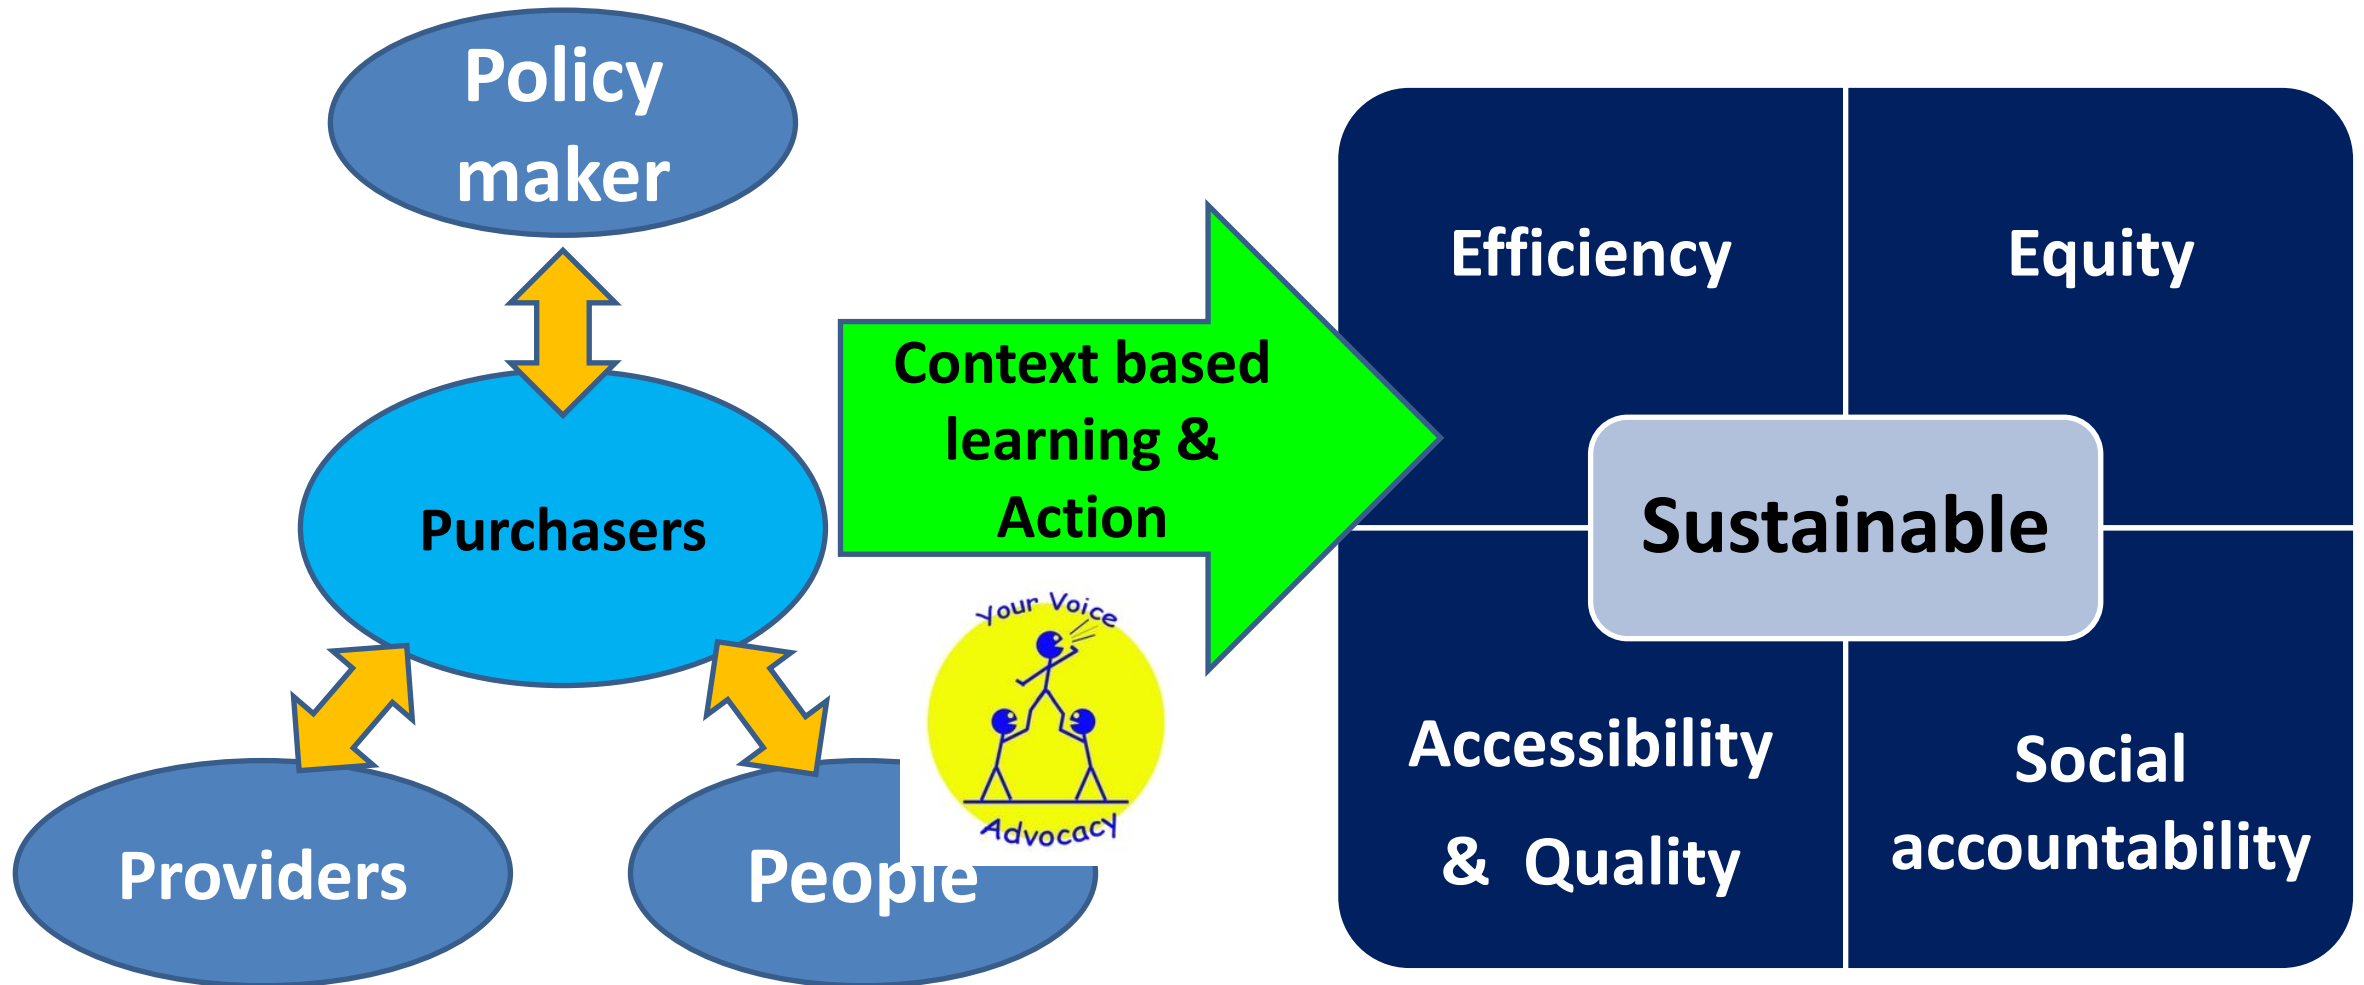 Policy
maker
Purchasers
Providers
People
Context based
learning &
Action
Your Voice
Advocacy
Efficiency
Equity
Sustainable
Accessibility
& Quality
Social
accountability